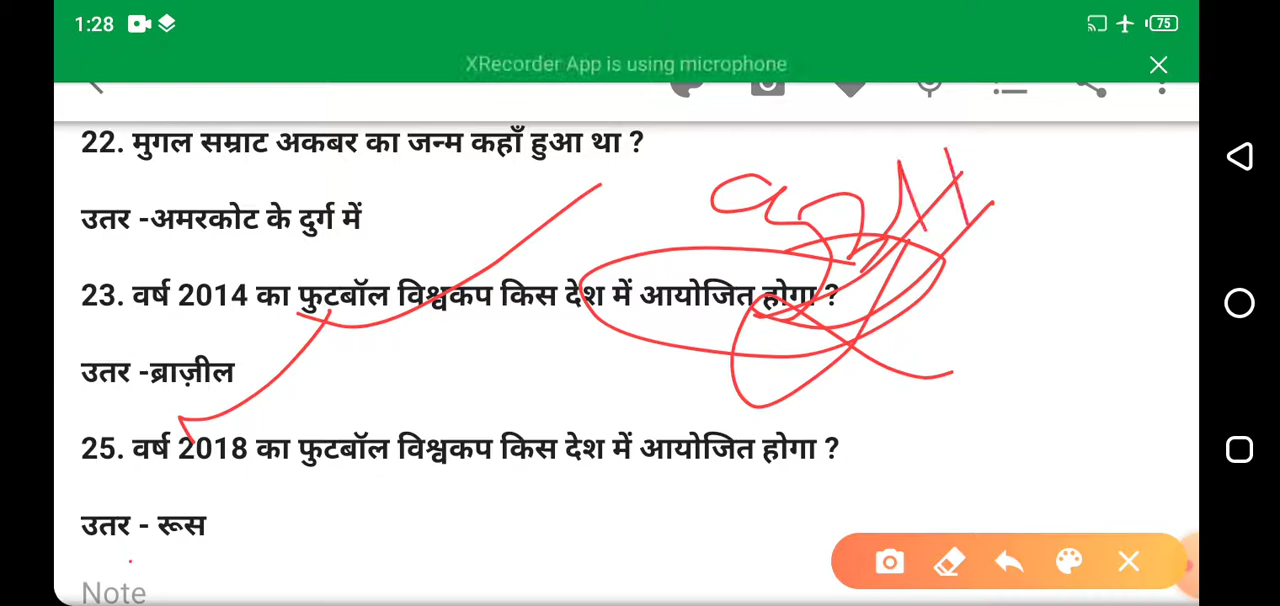 1:28
75
XRecorder App is using microphone
22. मुगल सम्राट अकबर का जन्म कहाँ हुआ था ?
उतर -अमरकोट के दुर्ग में
23. वर्ष 2014 का फुटबॉल विश्वकप किस देश में आयोजित होगा ?
उतर -ब्राज़ील
25. वर्ष 2018 का फुटबॉल विश्वकप किस देश में आयोजित होगा ?
उतर - रूस
Note